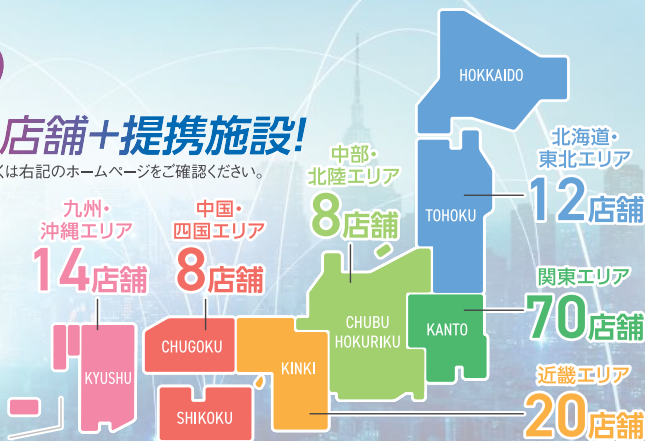 店舗+提携施設!
くは右記のホームページをご確認ください。
HOKKAIDO
北海道・
東北エリア
12店舗
TOHOKU
中部・
北陸エリア
8店舗
九州・
沖縄エリア
14店舗
中国・
四国エリア
8店舗
関東エリア
70店舗
CHUBU
HOKURIKU
KANTO
CHUGOKU
KINKI
KYUSHU
SHIKOKU
近畿エリア
20店舗